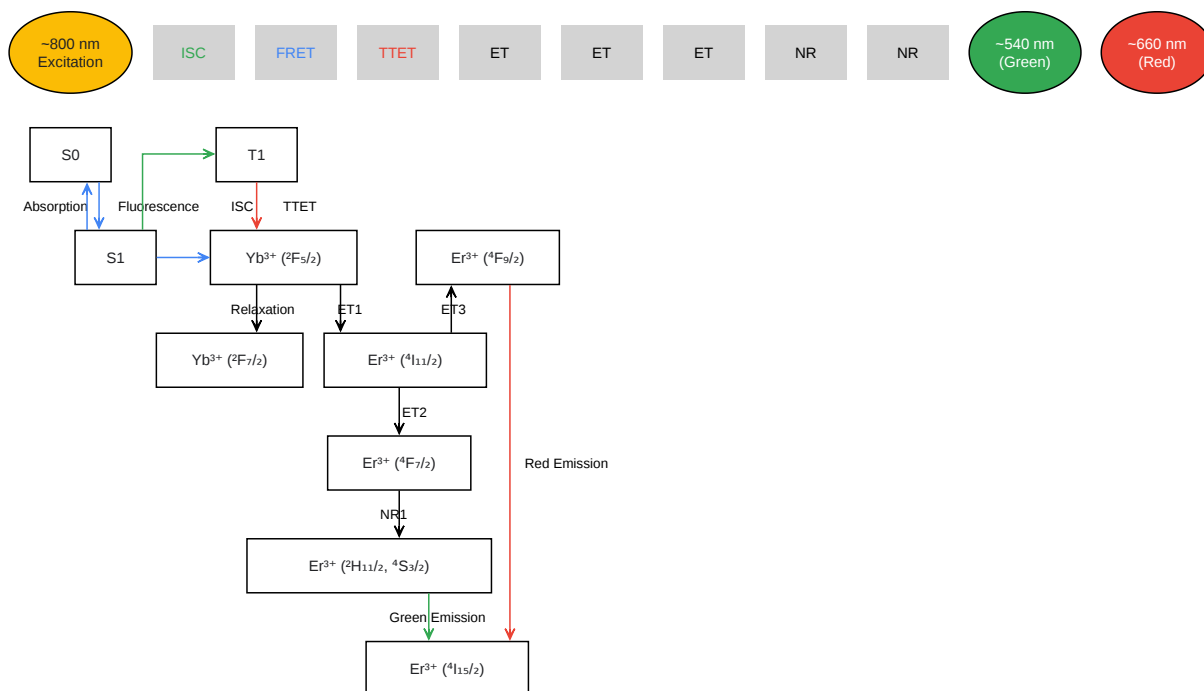 ~800 nm
Excitation
ISC
FRET
TTET
ET
ET
ET
NR
NR
~540 nm
(Green)
~660 nm
(Red)
S0
T1
Absorption
Fluorescence
ISC
TTET
S1
Yb³⁺ (²F₅/₂)
Er³⁺ (⁴F₉/₂)
Relaxation
ET1
ET3
Yb³⁺ (²F₇/₂)
Er³⁺ (⁴I₁₁/₂)
ET2
Er³⁺ (⁴F₇/₂)
Red Emission
NR1
Er³⁺ (²H₁₁/₂, ⁴S₃/₂)
Green Emission
Er³⁺ (⁴I₁₅/₂)